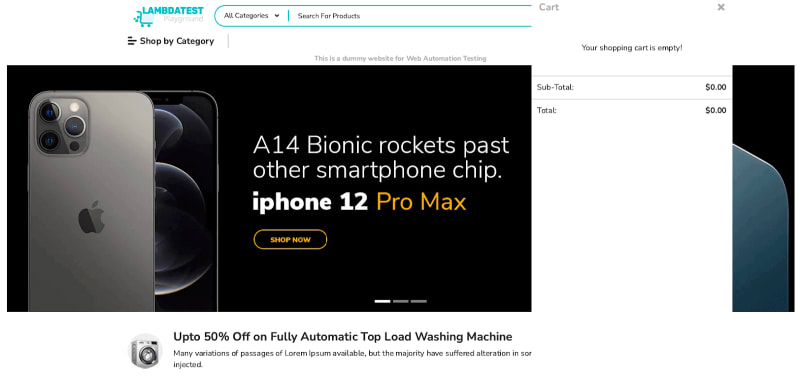 LAMBDATEST
Playground
All Categories
Search For Products
Cart
×
Your shopping cart is empty!
Shop by Category
This is a dummy website for Web Automation Testing
Sub-Total: $0.00
Total: $0.00
A14 Bionic rockets past
other smartphone chip.
iphone 12 Pro Max
SHOP NOW
Upto 50% Off on Fully Automatic Top Load Washing Machine
Many variations of passages of Lorem Ipsum available, but the majority have suffered alteration in
injected.